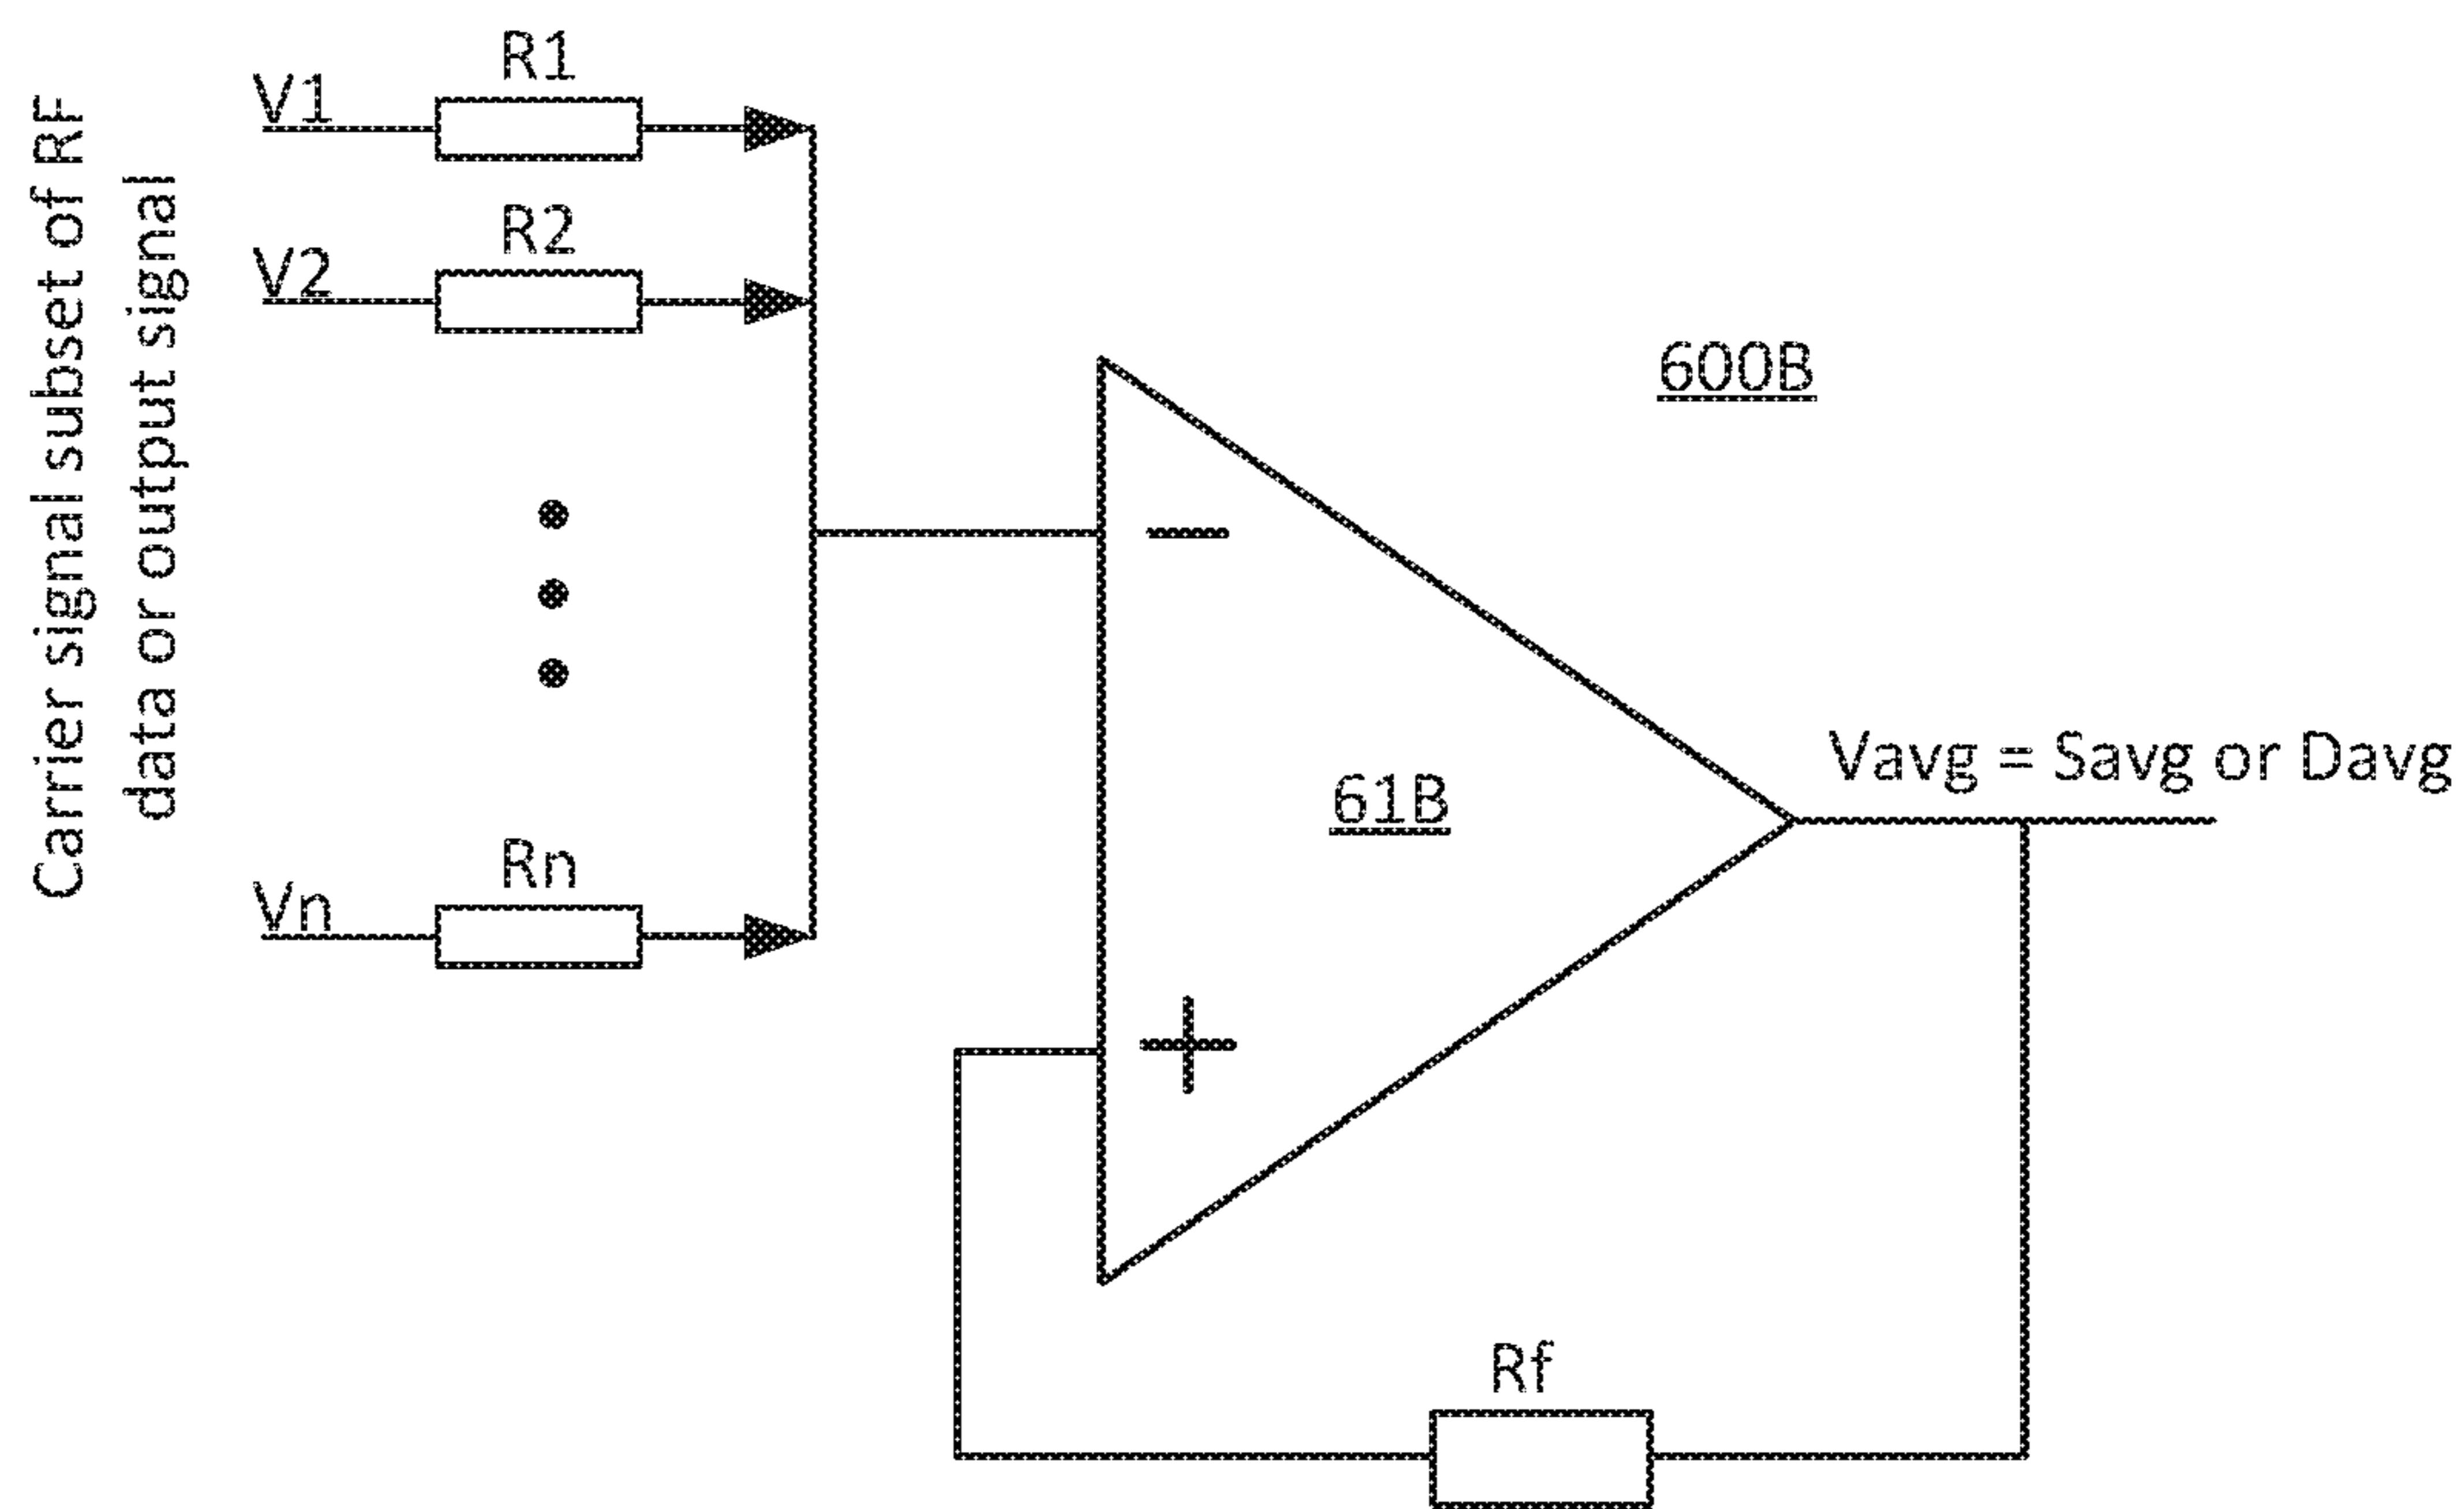 Carrier signal subset of RF
data or output signal
V1
R1
V2
R2
Vn
Rn
600B
−
+
61B
Vavg = Savg or Davg
Rf